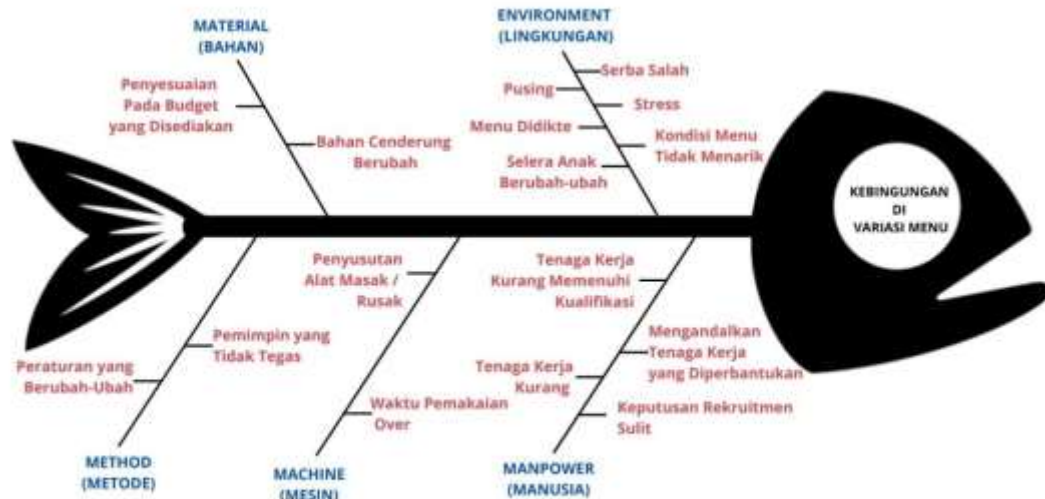 MATERIAL
(BAHAN)
Penyesuaian
Pada Budget
yang Disediakan
Bahan Cenderung
Berubah
ENVIRONMENT
(LINGKUNGAN)
Serba Salah
Pusing
Stress
Menu Didikte
Kondisi Menu
Tidak Menarik
Selera Anak
Berubah-ubah
KEBINGUNGAN
DI
VARIASI MENU
Peraturan yang
Berubah-Ubah
Pemimpin yang
Tidak Tegas
METHOD
(METODE)
Penyusutan
Alat Masak /
Rusak
Waktu Pemakaian
Over
MACHINE
(MESIN)
Tenaga Kerja
Kurang Memenuhi
Kualifikasi
Mengandalkan
Tenaga Kerja
yang Diperbantukan
Tenaga Kerja
Kurang
Keputusan Rekruitmen
Sulit
MANPOWER
(MANUSIA)